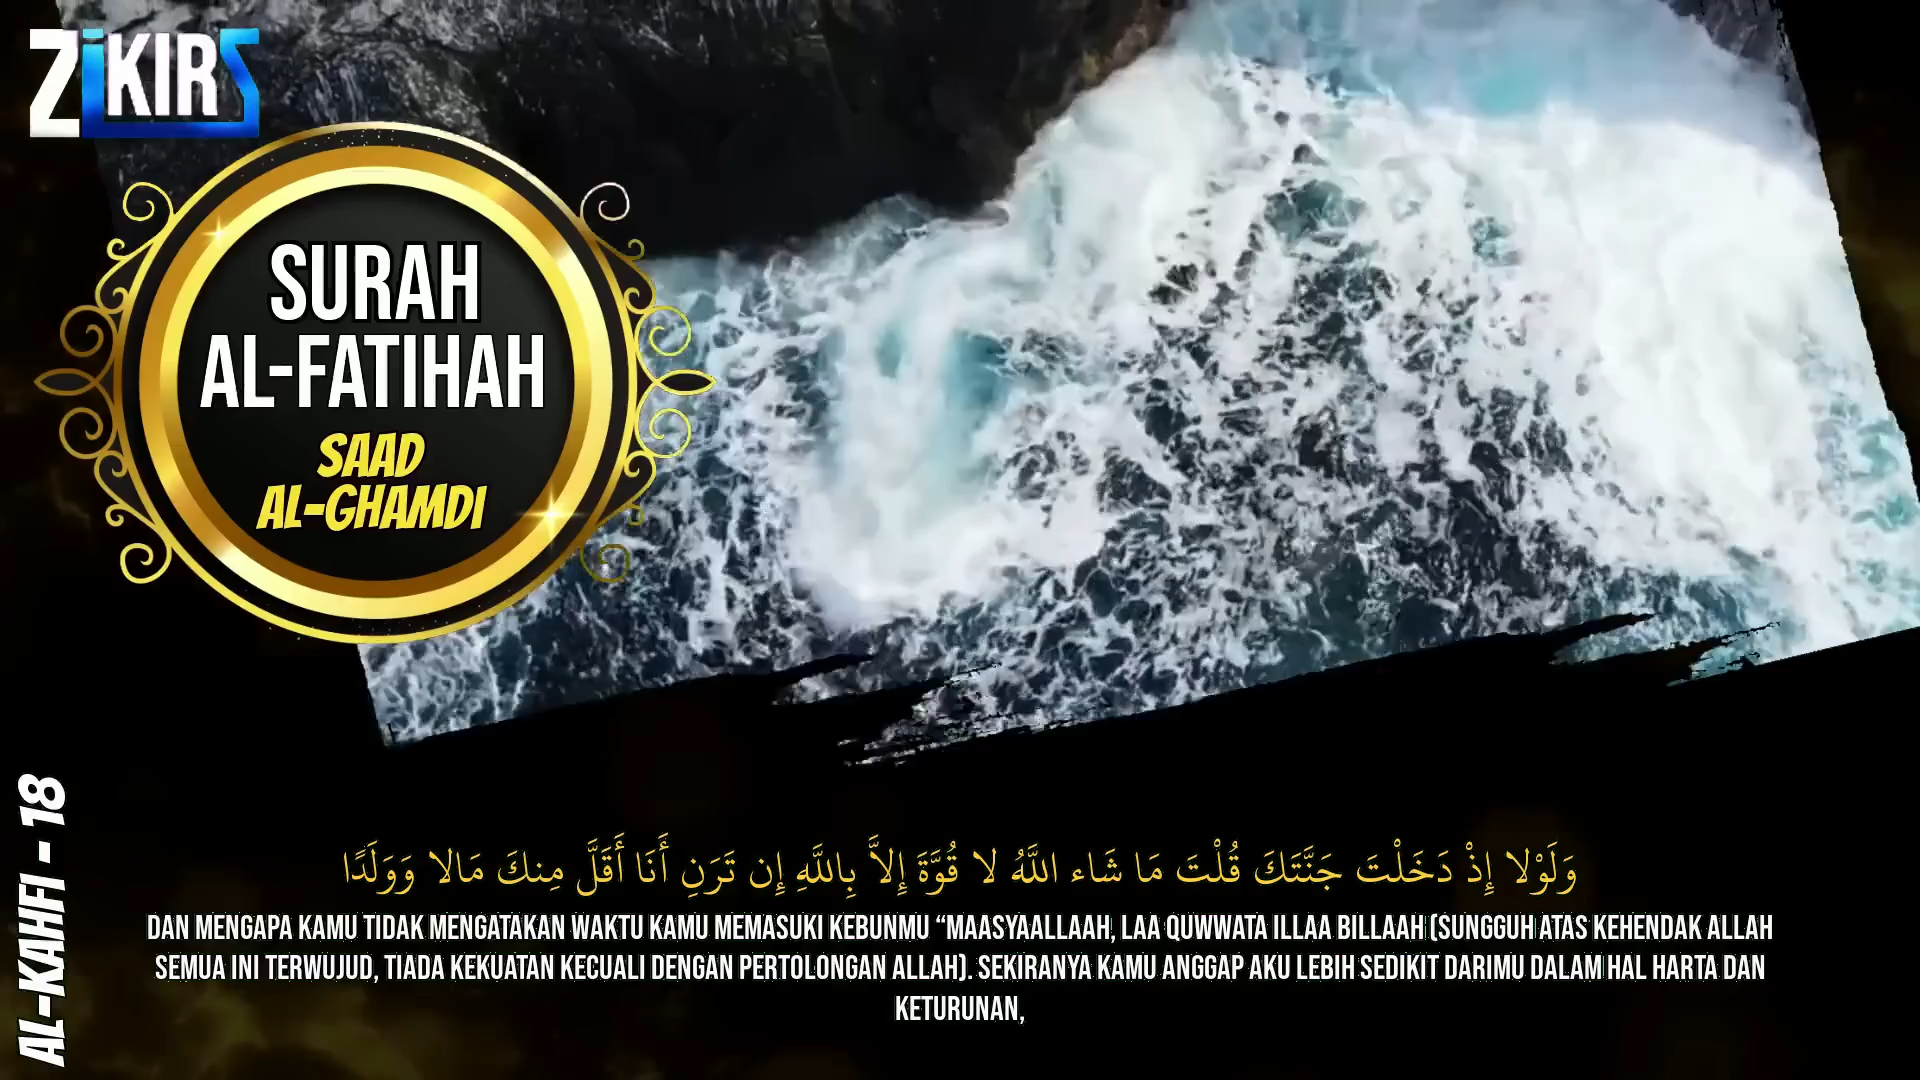 ZiKIRS
SURAH
AL-FATIHAH
SAAD
AL-GHAMDI
AL-KAHFI - 18
وَلَوْلا إِذْ دَخَلْتَ جَنَّتَكَ قُلْتَ مَا شَاء اللَّهُ لا قُوَّةَ إِلاَّ بِاللَّهِ إِن تَرَنِ أَنَا أَقَلَّ مِنكَ مَالا وَوَلَدًا
DAN MENGAPA KAMU TIDAK MENGATAKAN WAKTU KAMU MEMASUKI KEBUNMU “MAASYAALLAAH, LAA QUWWATA ILLAA BILLAAH (SUNGGUH ATAS KEHENDAK ALLAH
SEMUA INI TERWUJUD, TIADA KEKUATAN KECUALI DENGAN PERTOLONGAN ALLAH). SEKIRANYA KAMU ANGGAP AKU LEBIH SEDIKIT DARIMU DALAM HAL HARTA DAN
KETURUNAN,